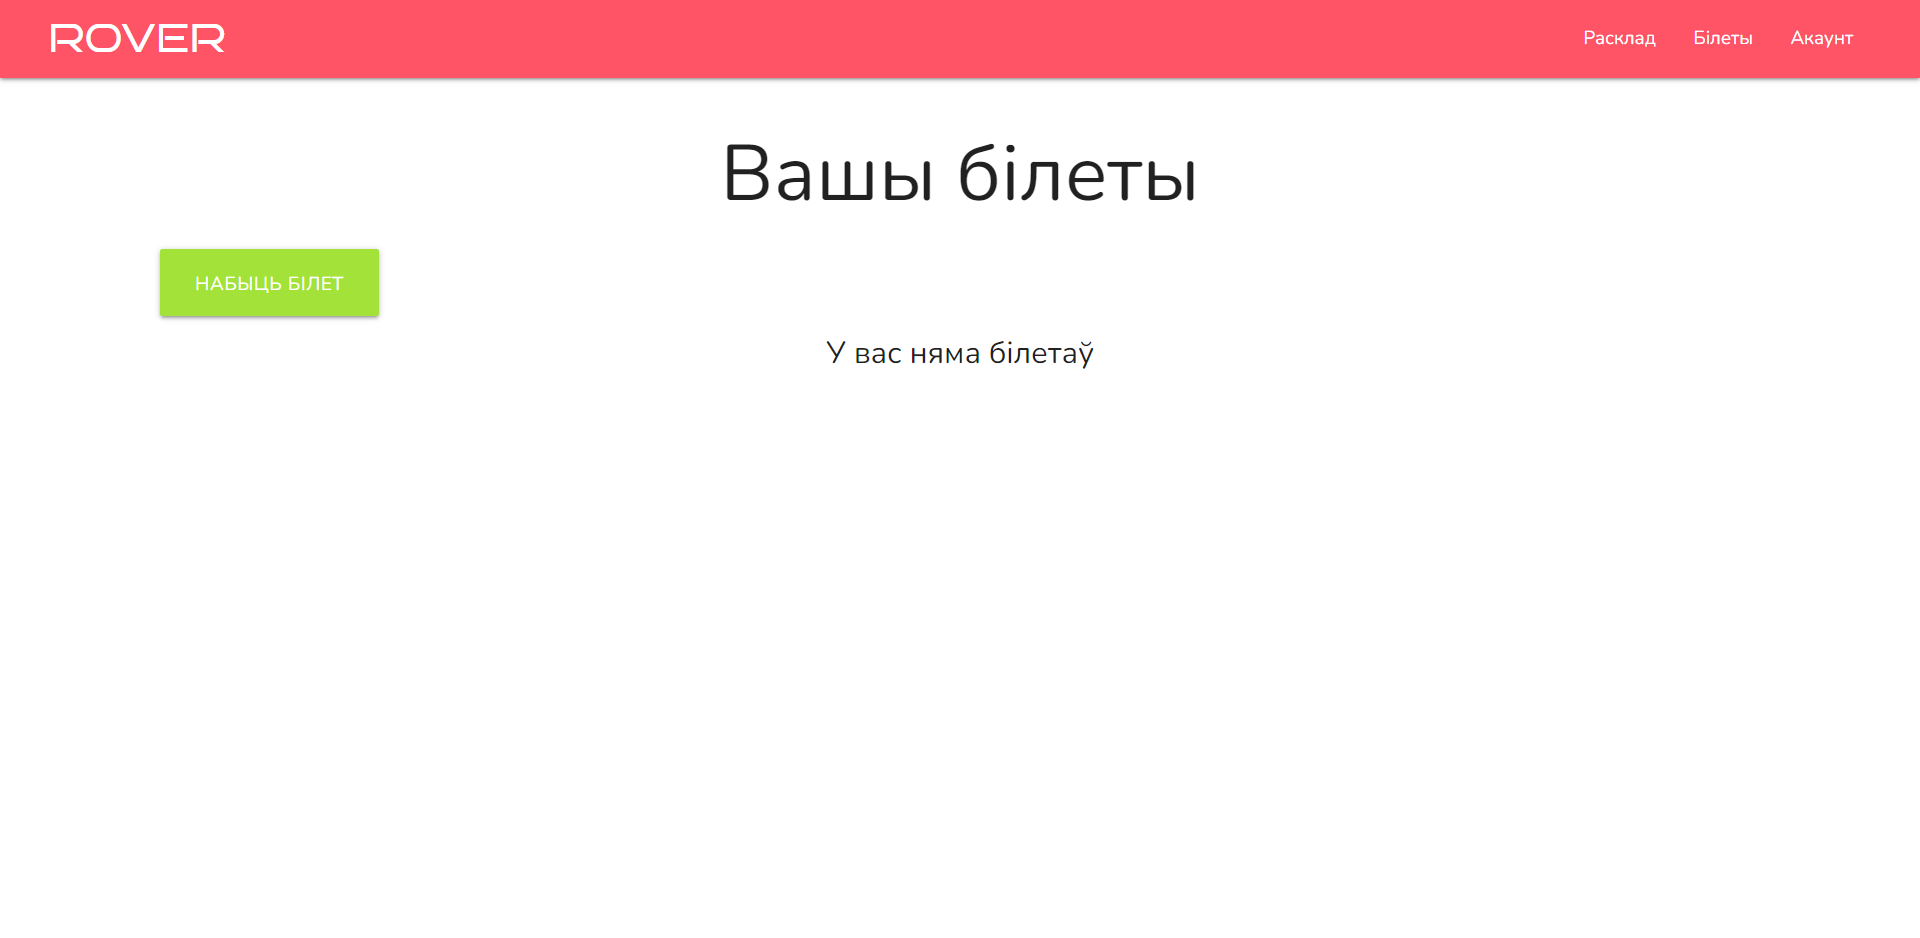 ROVER
Расклад
Білеты
Акаунт
Вашы білеты
НАБЫЦЬ БІЛЕТ
У вас няма білетаў